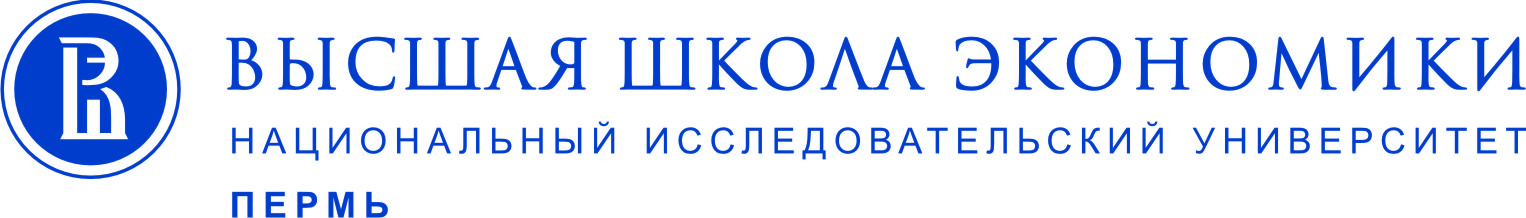 ВЫСШАЯ ШКОЛА ЭКОНОМИКИ
НАЦИОНАЛЬНЫЙ ИССЛЕДОВАТЕЛЬСКИЙ УНИВЕРСИТЕТ
ПЕРМЬ